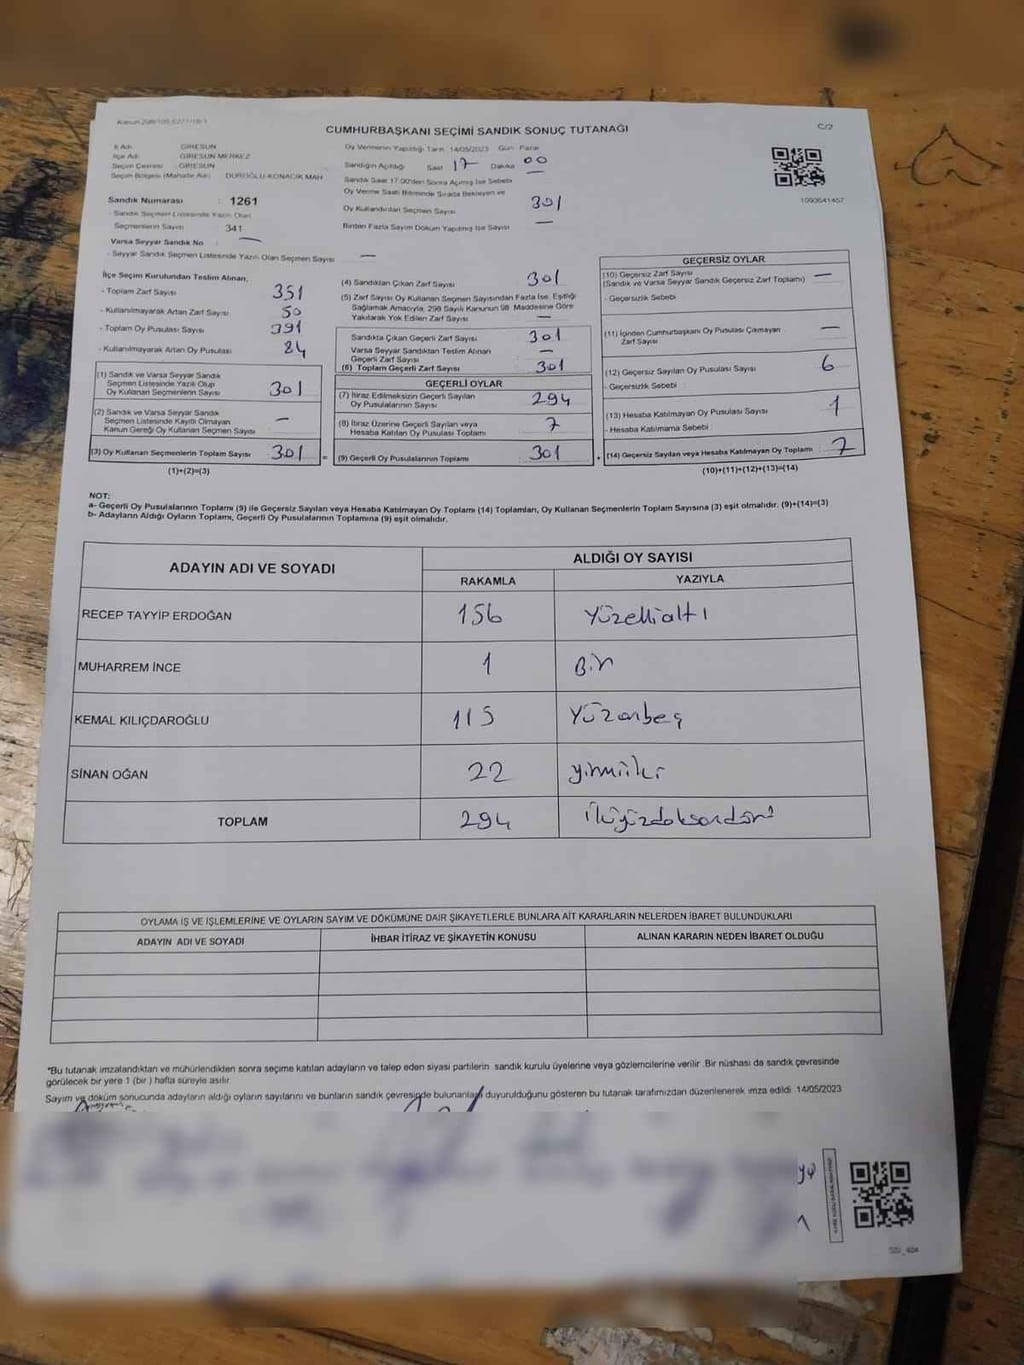 CUMHURBAŞKANI SEÇİMİ SANDIK SONUÇ TUTANAĞI
C/2
İl Adı : GİRESUN
İlçe Adı : GİRESUN MERKEZ
Seçim Çevresi : GİRESUN
Seçim Bölgesi (Mahalle Adı) : DUROĞLU-KONACIK MAH
Sandık Numarası : 1261
- Sandık Seçmen Listesinde Yazılı Olan
Seçmenlerin Sayısı 341
Varsa Seyyar Sandık No —
- Seyyar Sandık Seçmen Listesinde Yazılı Olan Seçmen Sayısı —
Oy Vermenin Yapıldığı Tarih 14/05/2023 Gün Pazar
Sandığın Açıldığı Saat 17 Dakika 00
Sandık Saat 17:00'den Sonra Açılmış İse Sebebi —
Oy Verme Saati Bitiminde Sırada Bekleyen ve
Oy Kullandırılan Seçmen Sayısı 301
Birden Fazla Sayım Döküm Yapılmış İse Sayısı —
1093641457
İlçe Seçim Kurulundan Teslim Alınan;
- Toplam Zarf Sayısı 351
- Kullanılmayarak Artan Zarf Sayısı 50
- Toplam Oy Pusulası Sayısı 391
- Kullanılmayarak Artan Oy Pusulası 84
(1) Sandık ve Varsa Seyyar Sandık
Seçmen Listesinde Yazılı Olup
Oy Kullanan Seçmenlerin Sayısı 301
(2) Sandık ve Varsa Seyyar Sandık
Seçmen Listesinde Kayıtlı Olmayan
Kanun Gereği Oy Kullanan Seçmen Sayısı —
(3) Oy Kullanan Seçmenlerin Toplam Sayısı 301 =
(1)+(2)=(3)
(4) Sandıktan Çıkan Zarf Sayısı 301
(5) Zarf Sayısı Oy Kullanan Seçmen Sayısından Fazla İse, Eşitliği
Sağlamak Amacıyla, 298 Sayılı Kanunun 98. Maddesine Göre
Yakılarak Yok Edilen Zarf Sayısı —
Sandıkta Çıkan Geçerli Zarf Sayısı 301
Varsa Seyyar Sandıktan Teslim Alınan
Geçerli Zarf Sayısı —
(6) Toplam Geçerli Zarf Sayısı 301
GEÇERLİ OYLAR
(7) İtiraz Edilmeksizin Geçerli Sayılan
Oy Pusulalarının Sayısı 294
(8) İtiraz Üzerine Geçerli Sayılan veya
Hesaba Katılan Oy Pusulası Toplamı 7
(9) Geçerli Oy Pusulalarının Toplamı 301 +
GEÇERSİZ OYLAR
(10) Geçersiz Zarf Sayısı
(Sandık ve Varsa Seyyar Sandık Geçersiz Zarf Toplamı) —
- Geçersizlik Sebebi
(11) İçinden Cumhurbaşkanı Oy Pusulası Çıkmayan
Zarf Sayısı —
(12) Geçersiz Sayılan Oy Pusulası Sayısı 6
- Geçersizlik Sebebi
(13) Hesaba Katılmayan Oy Pusulası Sayısı 1
- Hesaba Katılmama Sebebi
(14) Geçersiz Sayılan veya Hesaba Katılmayan Oy Toplamı 7
(10)+(11)+(12)+(13)=(14)
NOT:
a- Geçerli Oy Pusulalarının Toplamı (9) ile Geçersiz Sayılan veya Hesaba Katılmayan Oy Toplamı (14) Toplamları, Oy Kullanan Seçmenlerin Toplam Sayısına (3) eşit olmalıdır. (9)+(14)=(3)
b- Adayların Aldığı Oyların Toplamı, Geçerli Oy Pusulalarının Toplamına (9) eşit olmalıdır.
ADAYIN ADI VE SOYADI
ALDIĞI OY SAYISI
RAKAMLA YAZIYLA
RECEP TAYYİP ERDOĞAN 156 Yüzellialtı
MUHARREM İNCE 1 Bir
KEMAL KILIÇDAROĞLU 115 Yüzonbeş
SİNAN OĞAN 22 yirmiiki
TOPLAM 294 ikiyüzdoksandört
OYLAMA İŞ VE İŞLEMLERİNE VE OYLARIN SAYIM VE DÖKÜMÜNE DAİR ŞİKAYETLERLE BUNLARA AİT KARARLARIN NELERDEN İBARET BULUNDUKLARI
ADAYIN ADI VE SOYADI İHBAR İTİRAZ VE ŞİKAYETİN KONUSU ALINAN KARARIN NEDEN İBARET OLDUĞU
*Bu tutanak imzalandıktan ve mühürlendikten sonra seçime katılan adayların ve talep eden siyasi partilerin sandık kurulu üyelerine veya gözlemcilerine verilir. Bir nüshası da sandık çevresinde
görülecek bir yere 1 (bir ) hafta süreyle asılır.
Sayım ve döküm sonucunda adayların aldığı oyların sayılarını ve bunların sandık çevresinde bulunanlara duyurulduğunu gösteren bu tutanak tarafımızdan düzenlenerek imza edildi. 14/05/2023